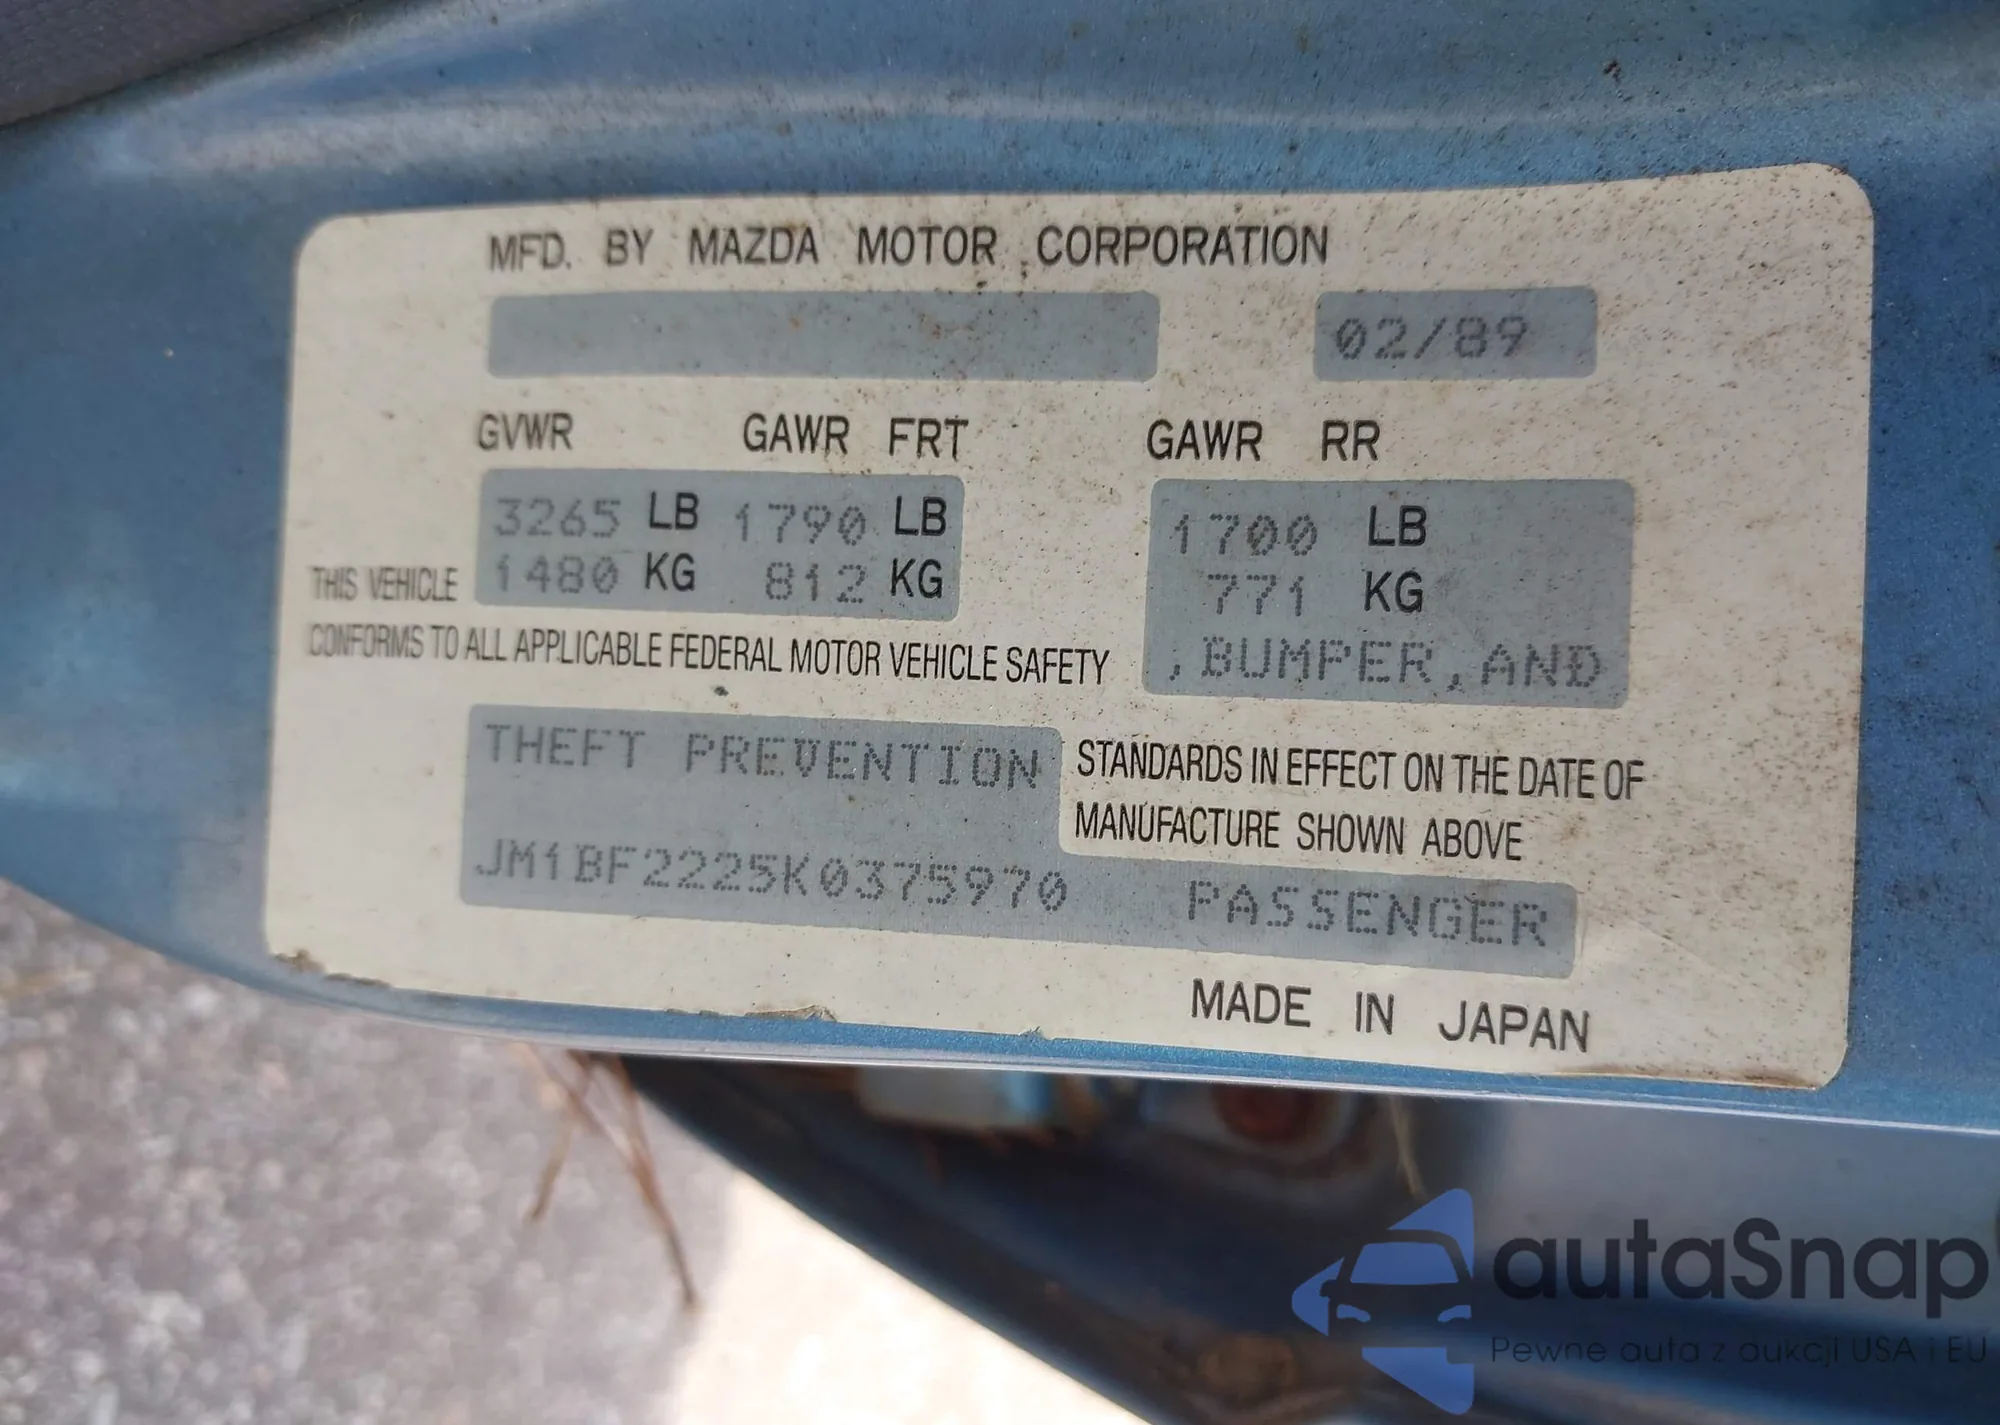 MFD. BY MAZDA MOTOR CORPORATION
02/89
GVWR GAWR FRT GAWR RR
3265 LB 1790 LB 1700 LB
THIS VEHICLE 1480 KG 812 KG 771 KG
CONFORMS TO ALL APPLICABLE FEDERAL MOTOR VEHICLE SAFETY ,BUMPER,AND
THEFT PREVENTION STANDARDS IN EFFECT ON THE DATE OF
MANUFACTURE SHOWN ABOVE
JM1BF2225K0375970 PASSENGER
MADE IN JAPAN
autaSnap
Pewne auta z aukcji USA i EU